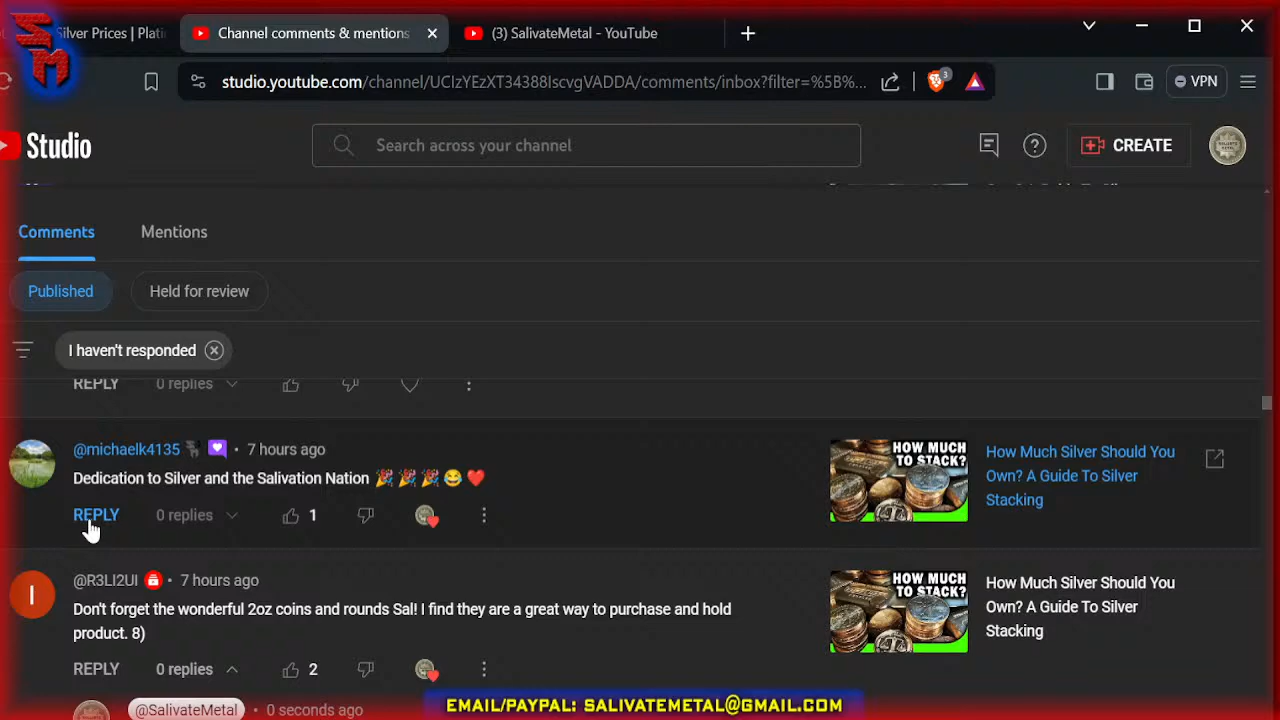 SM
Silver Prices | Plati
Channel comments & mentions
(3) SalivateMetal - YouTube
studio.youtube.com/channel/UCIzYEzXT34388IscvgVADDA/comments/inbox?filter=%5B%...
3
VPN
Studio
Search across your channel
CREATE
Comments
Mentions
Published
Held for review
I haven't responded
REPLY
0 replies
@michaelk4135
• 7 hours ago
Dedication to Silver and the Salivation Nation 🎉 🎉 🎉 😂 ❤️
REPLY
0 replies
1
HOW MUCH
TO STACK?
How Much Silver Should You
Own? A Guide To Silver
Stacking
I
@R3LI2UI
• 7 hours ago
Don't forget the wonderful 2oz coins and rounds Sal! I find they are a great way to purchase and hold
product. 8)
REPLY
0 replies
2
HOW MUCH
TO STACK?
How Much Silver Should You
Own? A Guide To Silver
Stacking
@SalivateMetal
• 0 seconds ago
EMAIL/PAYPAL: SALIVATEMETAL@GMAIL.COM